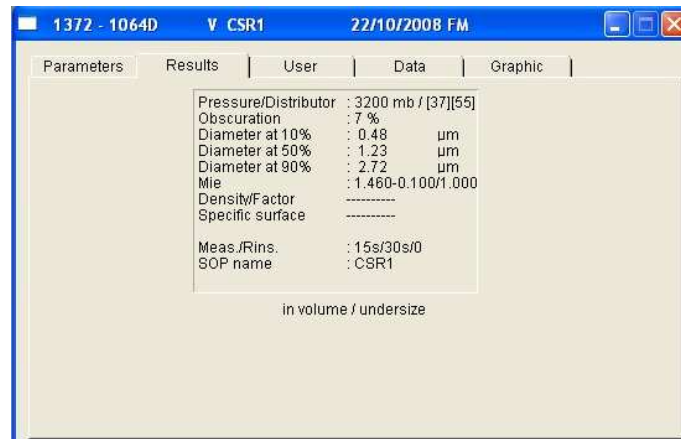 1372 - 1064D V CSR1 22/10/2008 FM
Parameters Results User Data Graphic
Pressure/Distributor : 3200 mb / [37][55]
Obscuration : 7 %
Diameter at 10% : 0.48 µm
Diameter at 50% : 1.23 µm
Diameter at 90% : 2.72 µm
Mie : 1.460-0.100/1.000
Density/Factor ----------
Specific surface ----------
Meas./Rins. : 15s/30s/0
SOP name : CSR1
in volume / undersize